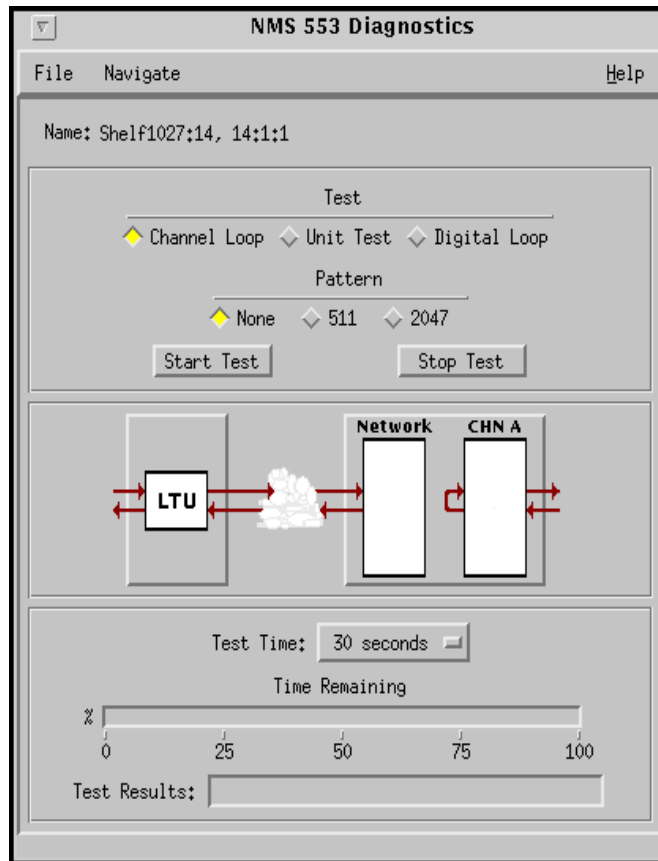 NMS 553 Diagnostics
File Navigate Help
Name: Shelf1027:14, 14:1:1
Test
Channel Loop Unit Test Digital Loop
Pattern
None 511 2047
Start Test Stop Test
Network CHN A
LTU
Test Time: 30 seconds
Time Remaining
%
0 25 50 75 100
Test Results: